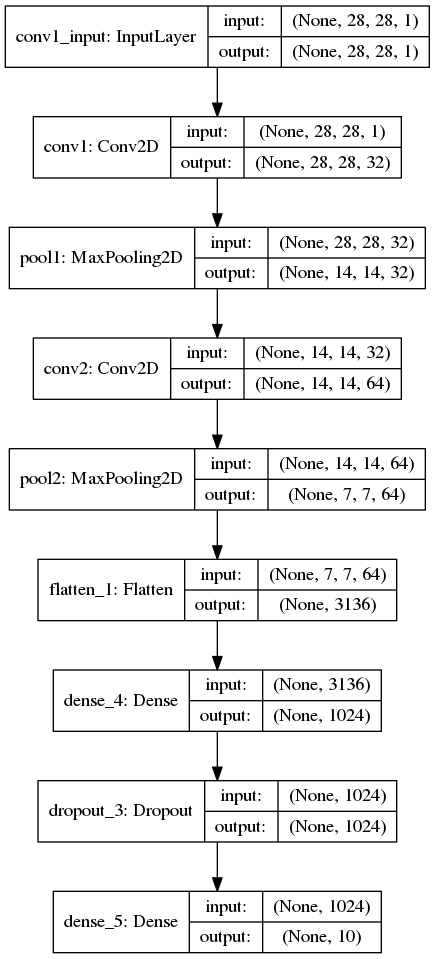 conv1_input: InputLayer
input: (None, 28, 28, 1)
output: (None, 28, 28, 1)
conv1: Conv2D
input: (None, 28, 28, 1)
output: (None, 28, 28, 32)
pool1: MaxPooling2D
input: (None, 28, 28, 32)
output: (None, 14, 14, 32)
conv2: Conv2D
input: (None, 14, 14, 32)
output: (None, 14, 14, 64)
pool2: MaxPooling2D
input: (None, 14, 14, 64)
output: (None, 7, 7, 64)
flatten_1: Flatten
input: (None, 7, 7, 64)
output: (None, 3136)
dense_4: Dense
input: (None, 3136)
output: (None, 1024)
dropout_3: Dropout
input: (None, 1024)
output: (None, 1024)
dense_5: Dense
input: (None, 1024)
output: (None, 10)